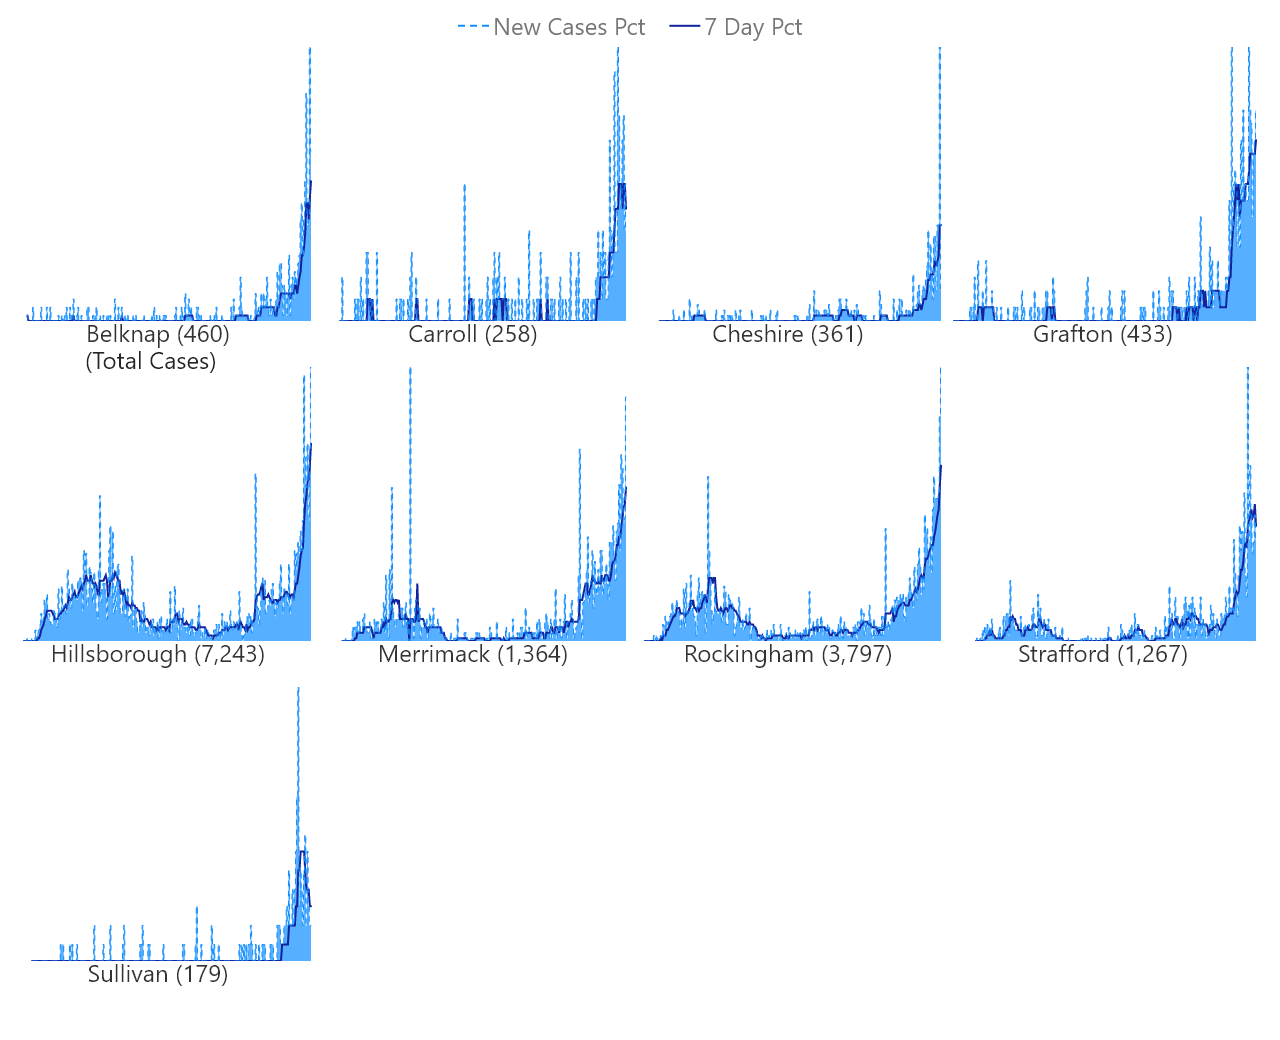 New Cases Pct 7 Day Pct
Belknap (460) Carroll (258) Cheshire (361) Grafton (433)
(Total Cases)
Hillsborough (7,243) Merrimack (1,364) Rockingham (3,797) Strafford (1,267)
Sullivan (179)